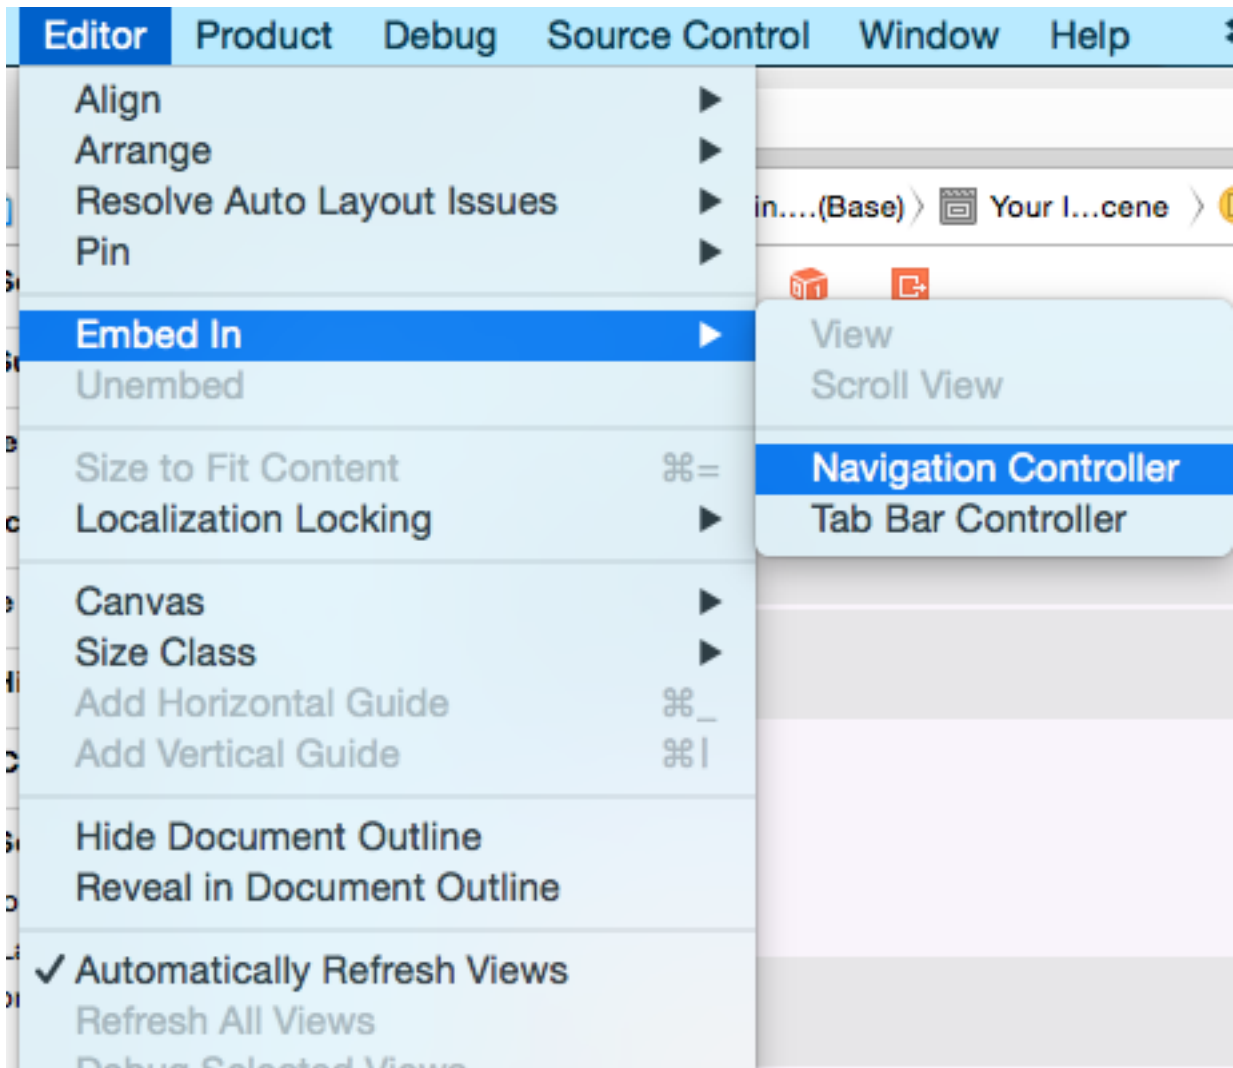 Editor Product Debug Source Control Window Help
Align
Arrange
Resolve Auto Layout Issues
in....(Base) Your I...cene
Pin
Embed In
View
Unembed
Scroll View
Size to Fit Content ⌘=
Navigation Controller
Localization Locking
Tab Bar Controller
Canvas
Size Class
Add Horizontal Guide ⌘_
Add Vertical Guide ⌘|
Hide Document Outline
Reveal in Document Outline
✓ Automatically Refresh Views
Refresh All Views
Debug Selected Views